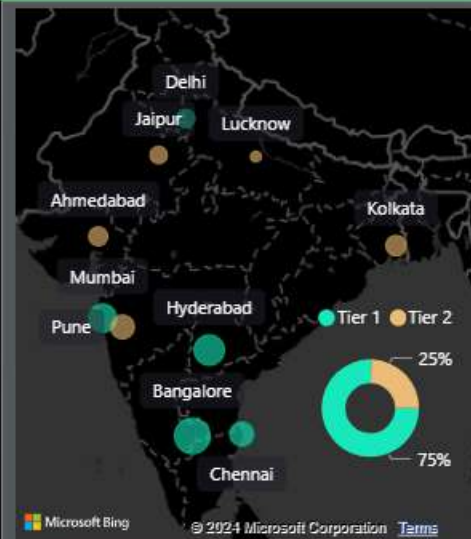 Delhi
Jaipur
Lucknow
Ahmedabad
Kolkata
Mumbai
Hyderabad
Tier 1
Tier 2
Pune
25%
Bangalore
75%
Chennai
Microsoft Bing
© 2024 Microsoft Corporation Terms